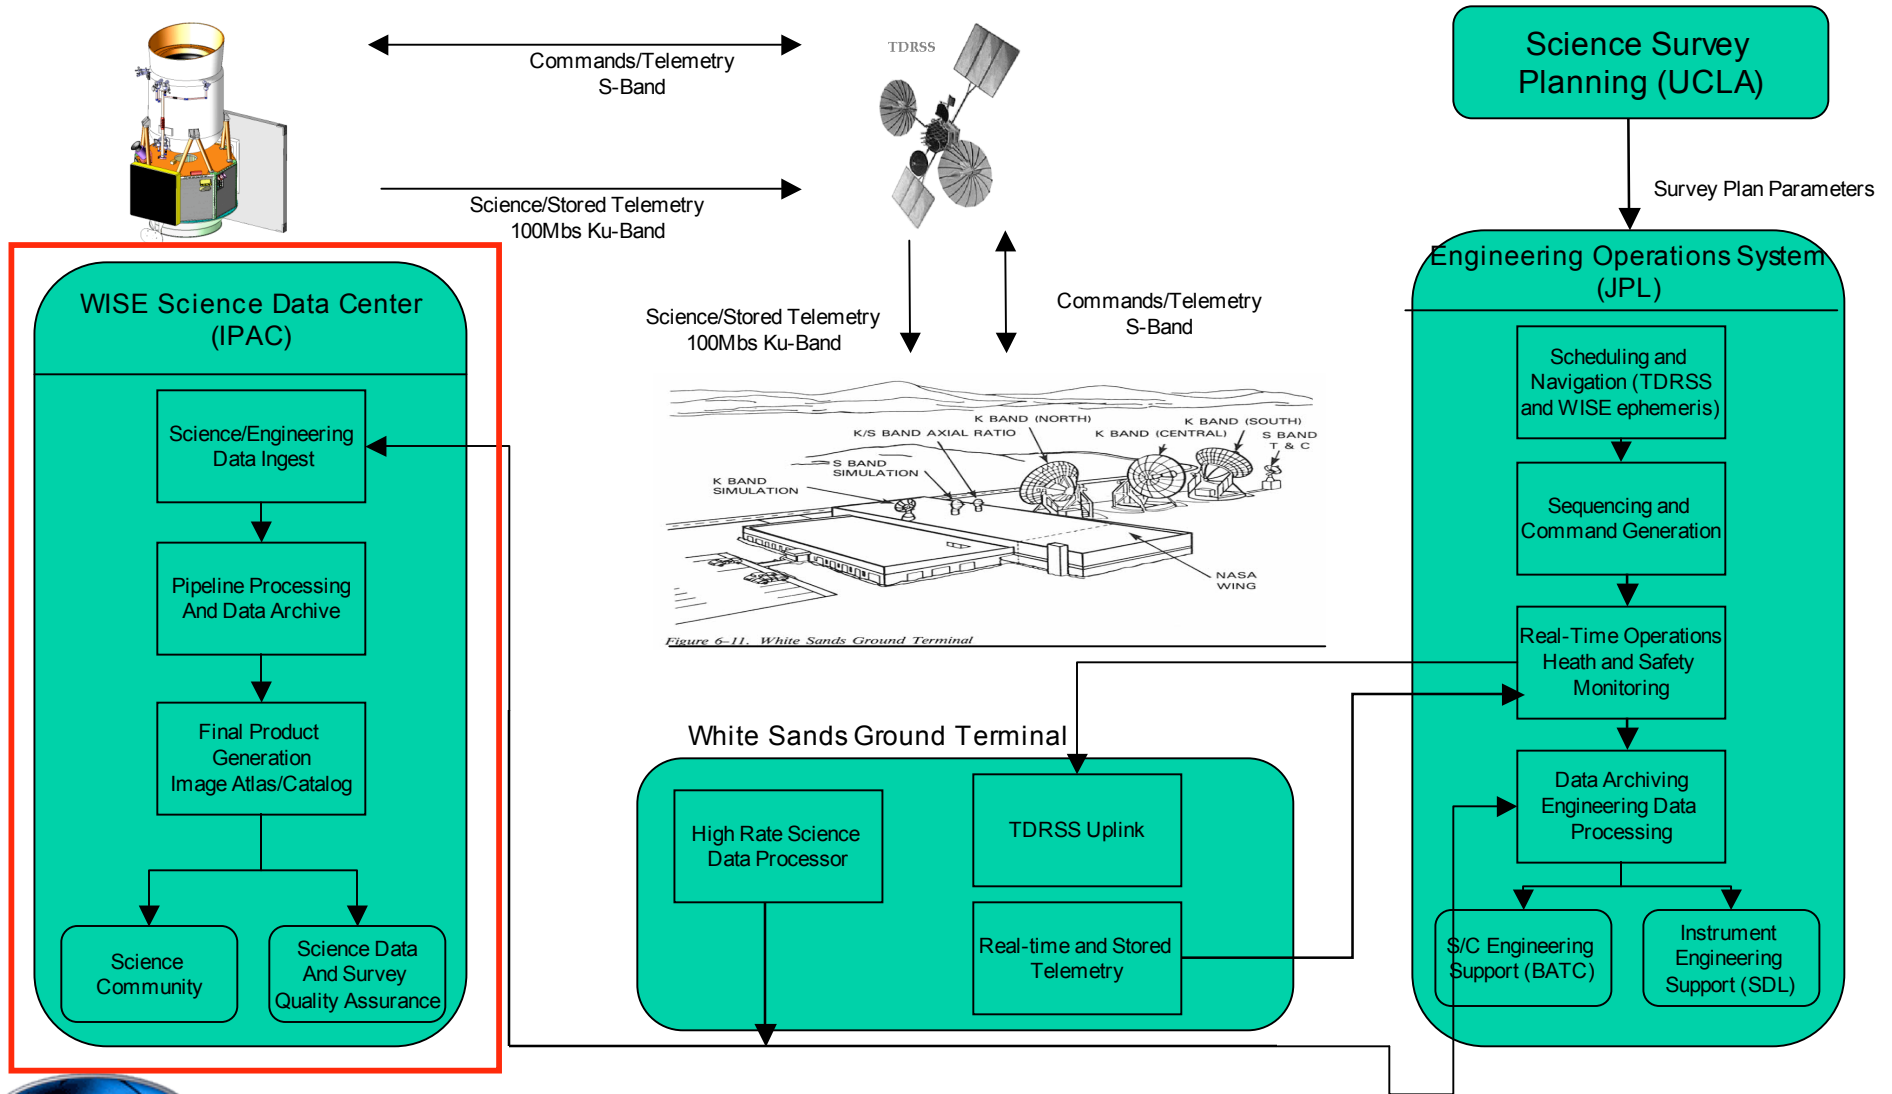 Commands/Telemetry
S-Band
TDRSS
Science/Stored Telemetry
100Mbs Ku-Band
Science Survey
Planning (UCLA)
Survey Plan Parameters
WISE Science Data Center
(IPAC)
Science/Engineering
Data Ingest
Pipeline Processing
And Data Archive
Final Product
Generation
Image Atlas/Catalog
Science
Community
Science Data
And Survey
Quality Assurance
Science/Stored Telemetry
100Mbs Ku-Band
Commands/Telemetry
S-Band
K BAND (NORTH)
K BAND (SOUTH)
K/S BAND AXIAL RATIO
K BAND (CENTRAL)
S BAND
T & C
S BAND
SIMULATION
K BAND
SIMULATION
NASA
WING
Figure 6–11. White Sands Ground Terminal
White Sands Ground Terminal
High Rate Science
Data Processor
TDRSS Uplink
Real-time and Stored
Telemetry
Engineering Operations System
(JPL)
Scheduling and
Navigation (TDRSS
and WISE ephemeris)
Sequencing and
Command Generation
Real-Time Operations
Heath and Safety
Monitoring
Data Archiving
Engineering Data
Processing
S/C Engineering
Support (BATC)
Instrument
Engineering
Support (SDL)